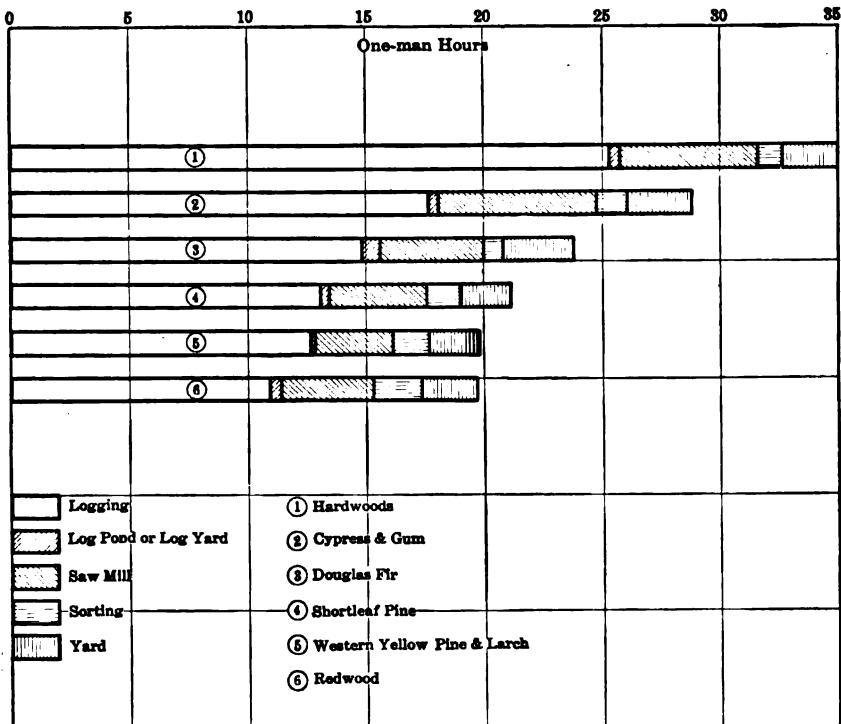 0 5 10 15 20 25 30 35
One-man Hours
1
2
3
4
5
6
Logging
Log Pond or Log Yard
Saw Mill
Sorting
Yard
1 Hardwoods
2 Cypress & Gum
3 Douglas Fir
4 Shortleaf Pine
5 Western Yellow Pine & Larch
6 Redwood